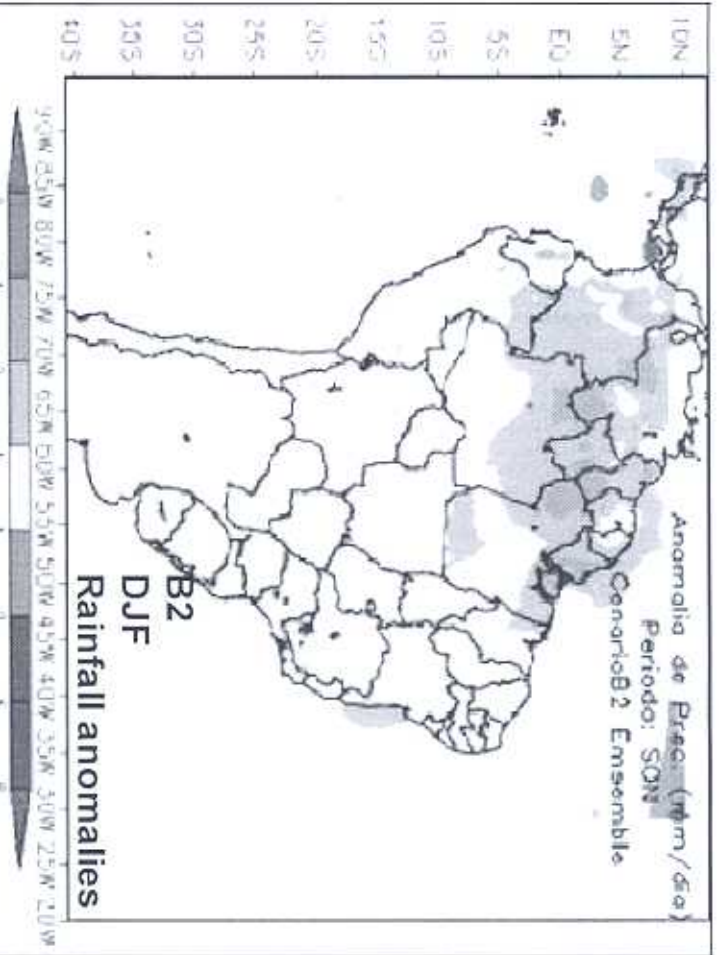 Anomalia de Prec. (mm/dia)
Periodo: SON
CenarioB2 Emsemble
10N
5N
EQ
5S
10S
15S
20S
25S
30S
35S
40S
B2
DJF
Rainfall anomalies
90W 85W 80W 75W 70W 65W 60W 55W 50W 45W 40W 35W 30W 25W 20W